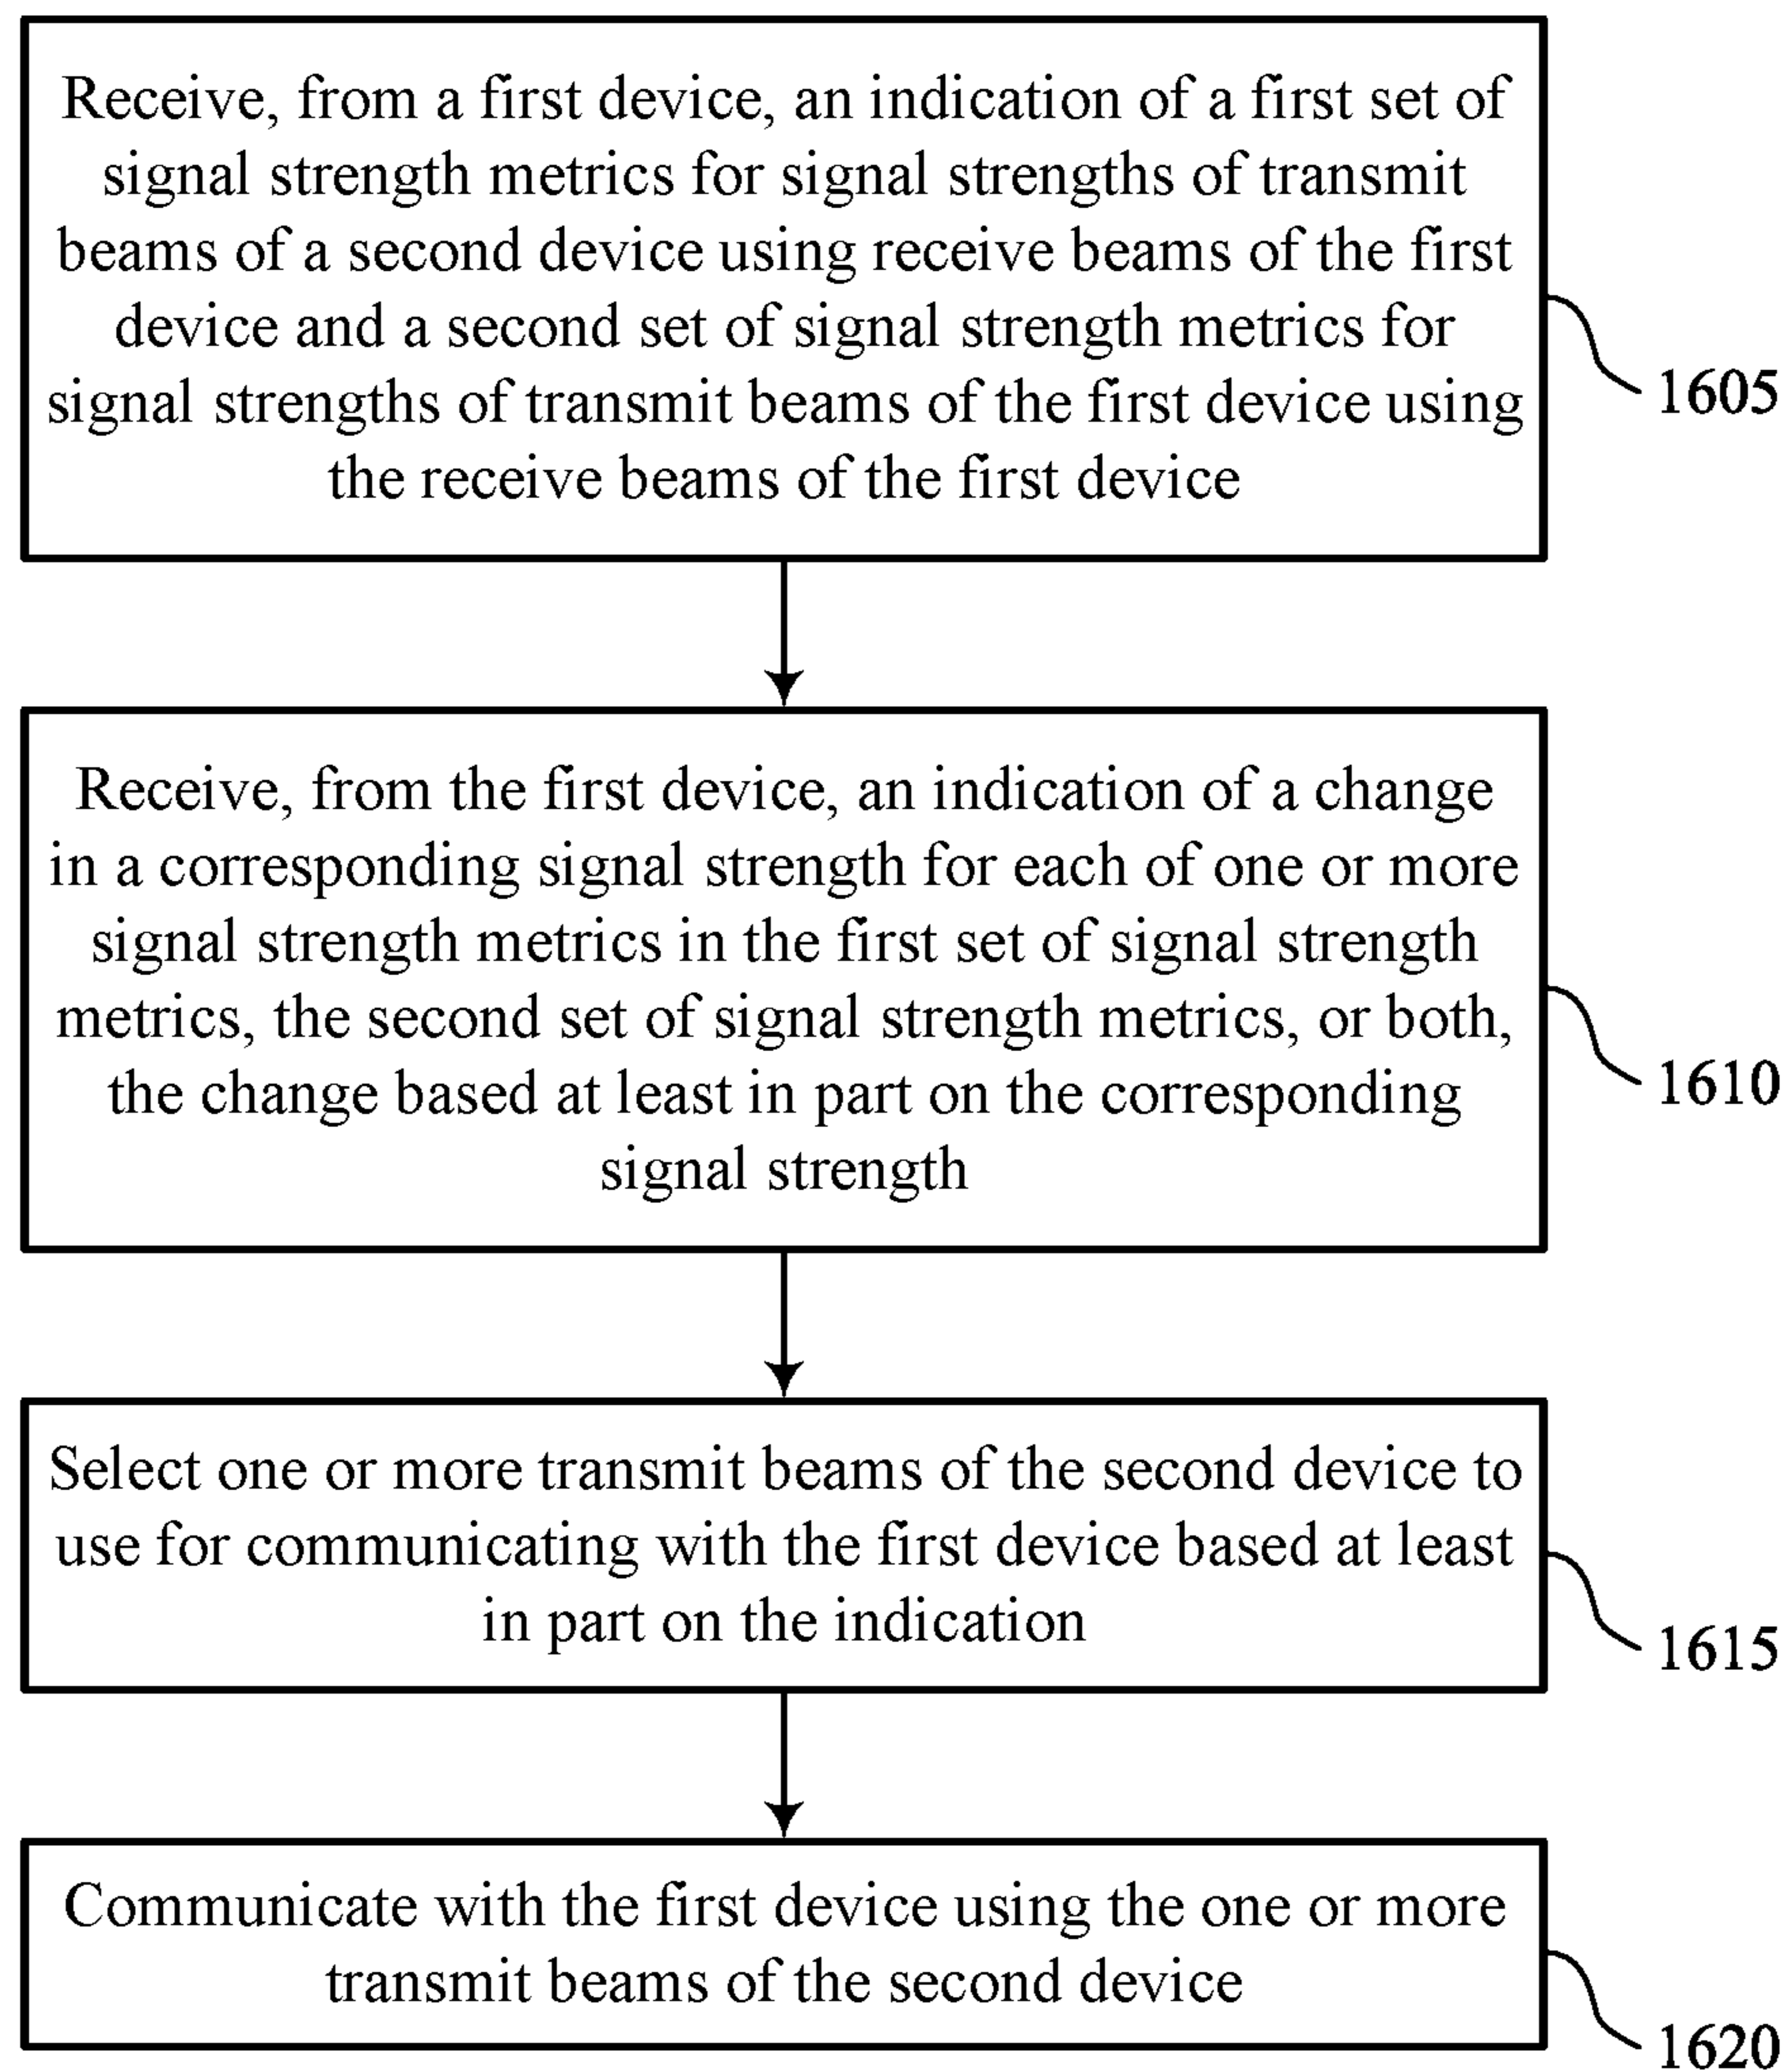 Receive, from a first device, an indication of a first set of
signal strength metrics for signal strengths of transmit
beams of a second device using receive beams of the first
device and a second set of signal strength metrics for
signal strengths of transmit beams of the first device using
the receive beams of the first device
1605
Receive, from the first device, an indication of a change
in a corresponding signal strength for each of one or more
signal strength metrics in the first set of signal strength
metrics, the second set of signal strength metrics, or both,
the change based at least in part on the corresponding
signal strength
1610
Select one or more transmit beams of the second device to
use for communicating with the first device based at least
in part on the indication
1615
Communicate with the first device using the one or more
transmit beams of the second device
1620